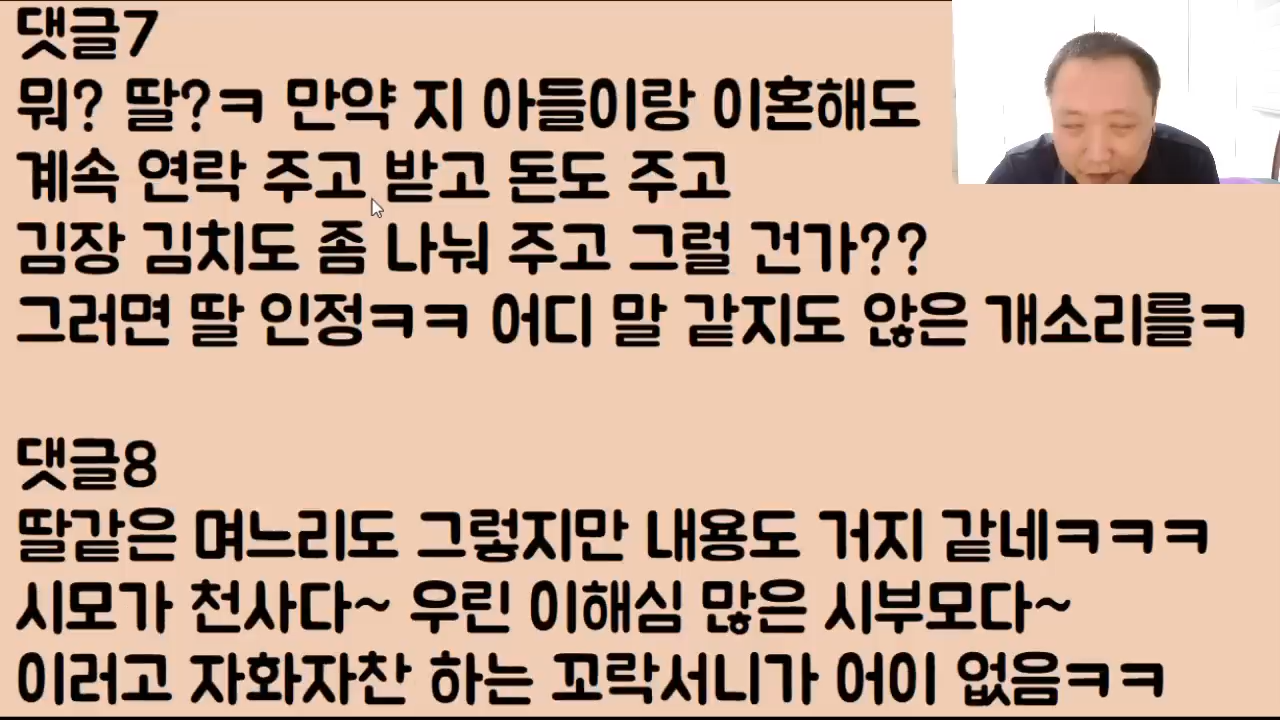 댓글7
뭐? 딸?ㅋ 만약 지 아들이랑 이혼해도
계속 연락 주고 받고 돈도 주고
김장 김치도 좀 나눠 주고 그럴 건가??
그러면 딸 인정ㅋㅋ 어디 말 같지도 않은 개소리를ㅋ
댓글8
딸같은 며느리도 그렇지만 내용도 거지 같네ㅋㅋㅋ
시모가 천사다~ 우린 이해심 많은 시부모다~
이러고 자화자찬 하는 꼬락서니가 어이 없음ㅋㅋ